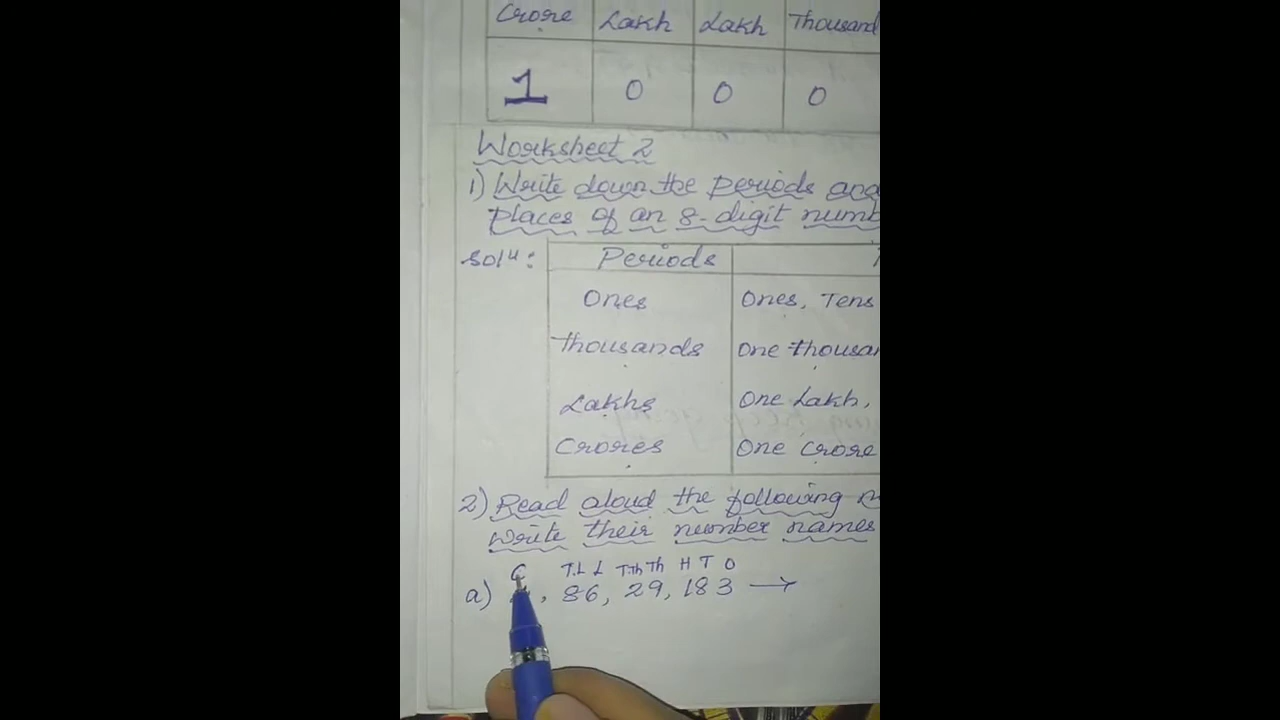 Crore Lakh Lakh Thousand
1 0 0 0
Worksheet 2
1) Write down the periods and
places of an 8-digit numb
Soln: Periods
Ones Ones, Tens
Thousands One thousan
Lakhs One Lakh,
Crores One Crore
2) Read aloud the following
Write their number names
C T.L L T.Th Th H T O
a) , 86, 29, 183 →